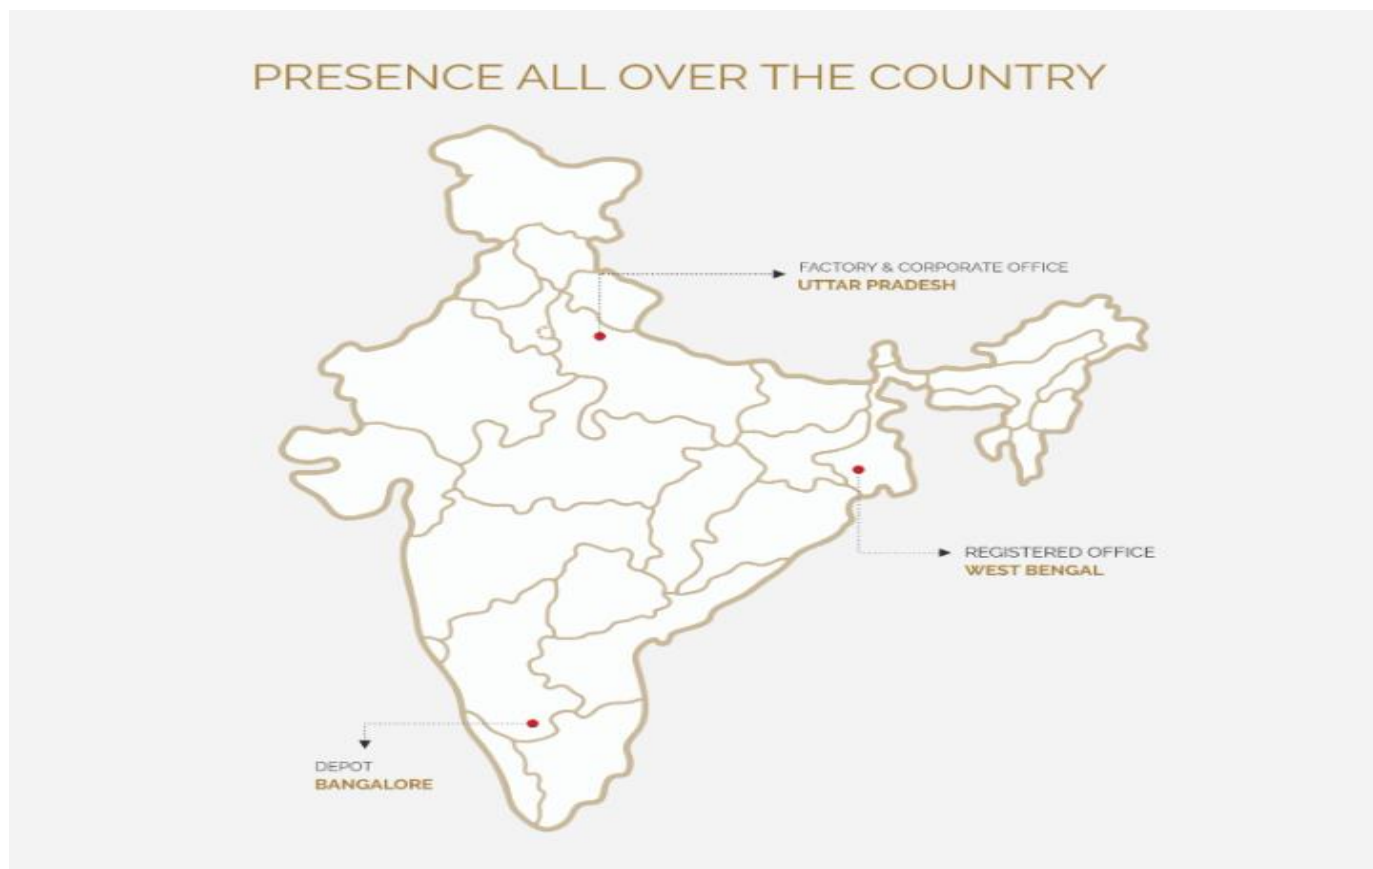 PRESENCE ALL OVER THE COUNTRY
FACTORY & CORPORATE OFFICE
UTTAR PRADESH
REGISTERED OFFICE
WEST BENGAL
DEPOT
BANGALORE